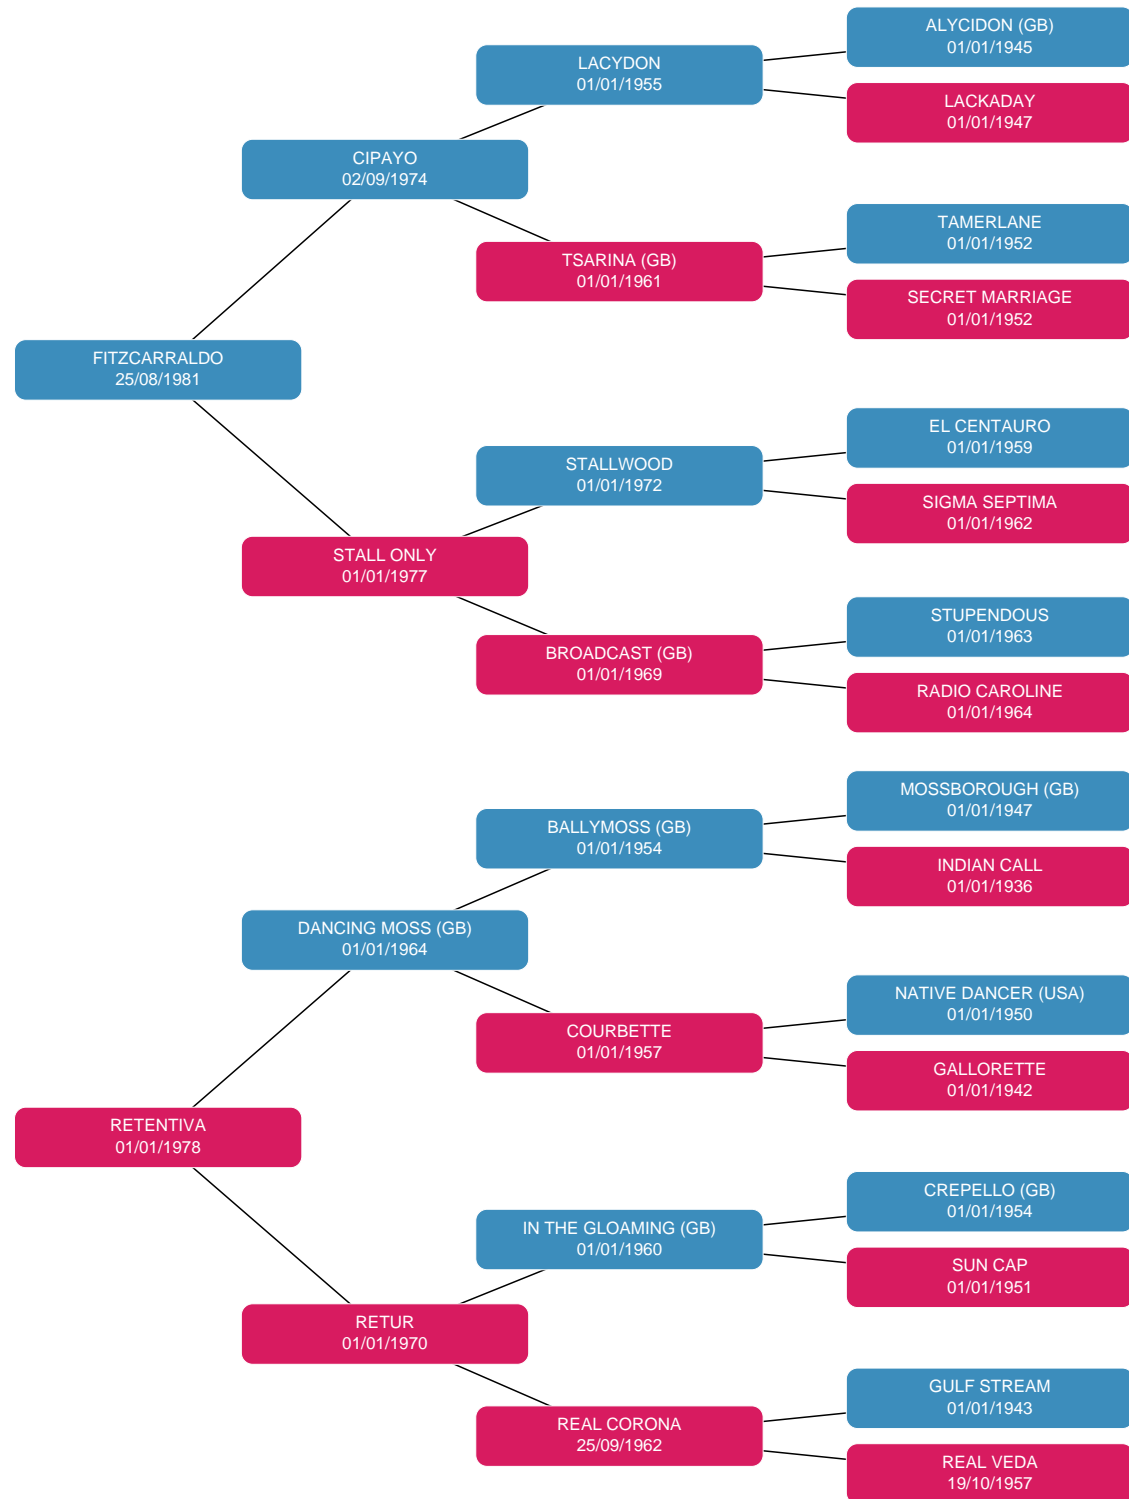 ALYCIDON (GB)
01/01/1945
LACYDON
01/01/1955
LACKADAY
01/01/1947
CIPAYO
02/09/1974
TAMERLANE
01/01/1952
TSARINA (GB)
01/01/1961
SECRET MARRIAGE
01/01/1952
FITZCARRALDO
25/08/1981
EL CENTAURO
01/01/1959
STALLWOOD
01/01/1972
SIGMA SEPTIMA
01/01/1962
STALL ONLY
01/01/1977
STUPENDOUS
01/01/1963
BROADCAST (GB)
01/01/1969
RADIO CAROLINE
01/01/1964
MOSSBOROUGH (GB)
01/01/1947
BALLYMOSS (GB)
01/01/1954
INDIAN CALL
01/01/1936
DANCING MOSS (GB)
01/01/1964
NATIVE DANCER (USA)
01/01/1950
COURBETTE
01/01/1957
GALLORETTE
01/01/1942
RETENTIVA
01/01/1978
CREPELLO (GB)
01/01/1954
IN THE GLOAMING (GB)
01/01/1960
SUN CAP
01/01/1951
RETUR
01/01/1970
GULF STREAM
01/01/1943
REAL CORONA
25/09/1962
REAL VEDA
19/10/1957